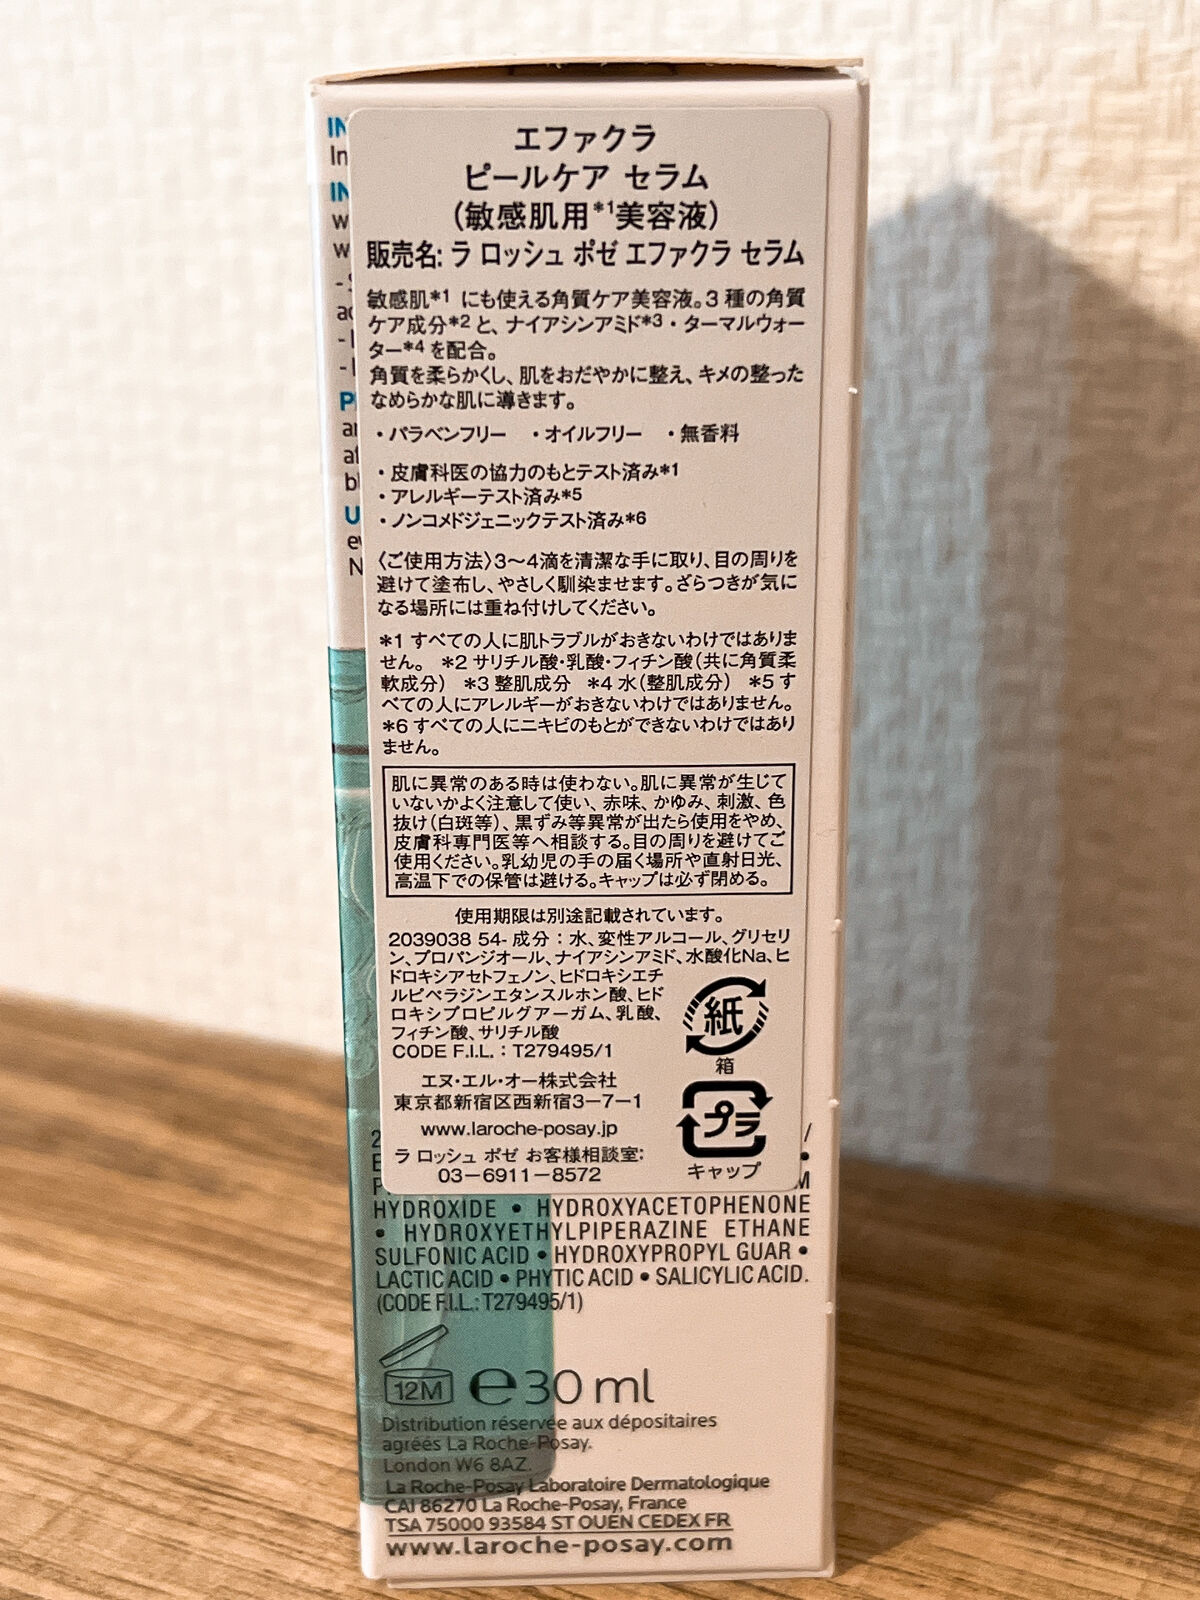 エファクラ
ピールケア セラム
（敏感肌用*1美容液）
販売名: ラ ロッシュ ポゼ エファクラ セラム
敏感肌*1 にも使える角質ケア美容液。3 種の角質
ケア成分*2と、ナイアシンアミド*3・ターマルウォー
ター*4 を配合。
角質を柔らかくし、肌をおだやかに整え、キメの整った
なめらかな肌に導きます。
・パラベンフリー ・オイルフリー ・無香料
・皮膚科医の協力のもとテスト済み*1
・アレルギーテスト済み*5
・ノンコメドジェニックテスト済み*6
〈ご使用方法〉3～4滴を清潔な手に取り、目の周りを
避けて塗布し、やさしく馴染ませます。ざらつきが気に
なる場所には重ね付けしてください。
*1 すべての人に肌トラブルがおきないわけではありま
せん。 *2 サリチル酸・乳酸・フィチン酸（共に角質柔
軟成分） *3 整肌成分 *4 水（整肌成分） *5 す
べての人にアレルギーがおきないわけではありません。
*6 すべての人にニキビのもとができないわけではあり
ません。
肌に異常のある時は使わない。肌に異常が生じて
いないかよく注意して使い、赤味、かゆみ、刺激、色
抜け（白斑等）、黒ずみ等異常が出たら使用をやめ、
皮膚科専門医等へ相談する。目の周りを避けてご
使用ください。乳幼児の手の届く場所や直射日光、
高温下での保管は避ける。キャップは必ず閉める。
使用期限は別途記載されています。
2039038 54- 成分：水、変性アルコール、グリセリ
ン、プロパンジオール、ナイアシンアミド、水酸化Na、ヒ
ドロキシアセトフェノン、ヒドロキシエチ
ルピペラジンエタンスルホン酸、ヒド
ロキシプロピルグアーガム、乳酸、
フィチン酸、サリチル酸
CODE F.I.L. : T279495/1
紙
箱
エヌ・エル・オー株式会社
東京都新宿区西新宿3-7-1
www.laroche-posay.jp
ラ ロッシュ ポゼ お客様相談室:
03-6911-8572
プラ
キャップ
HYDROXIDE • HYDROXYACETOPHENONE
• HYDROXYETHYLPIPERAZINE ETHANE
SULFONIC ACID • HYDROXYPROPYL GUAR •
LACTIC ACID • PHYTIC ACID • SALICYLIC ACID.
(CODE F.I.L.: T279495/1)
12M e 30 ml
Distribution réservée aux dépositaires
agréés La Roche-Posay.
London W6 8AZ.
La Roche-Posay Laboratoire Dermatologique
CAI 86270 La Roche-Posay, France
TSA 75000 93584 ST OUEN CEDEX FR
www.laroche-posay.com